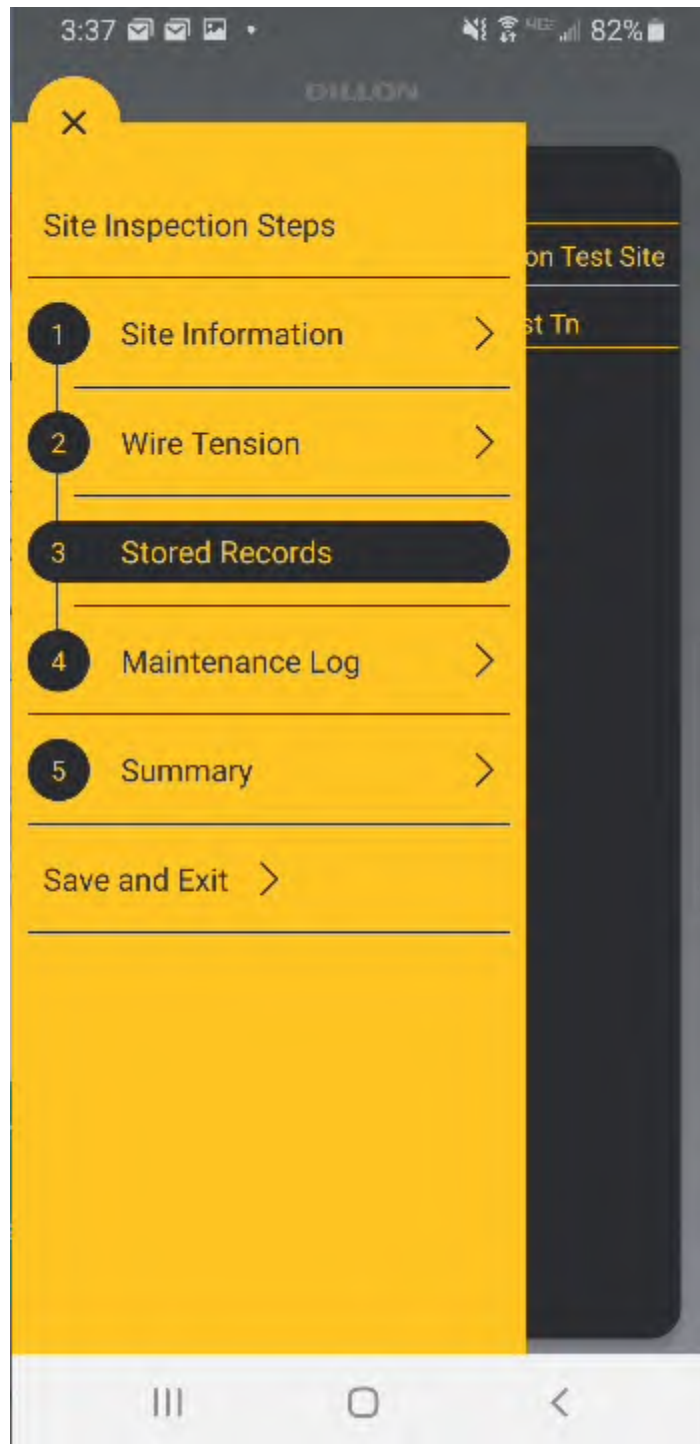 3:37 82%
DILLON
Site Inspection Steps
on Test Site
1 Site Information
st Tn
2 Wire Tension
3 Stored Records
4 Maintenance Log
5 Summary
Save and Exit